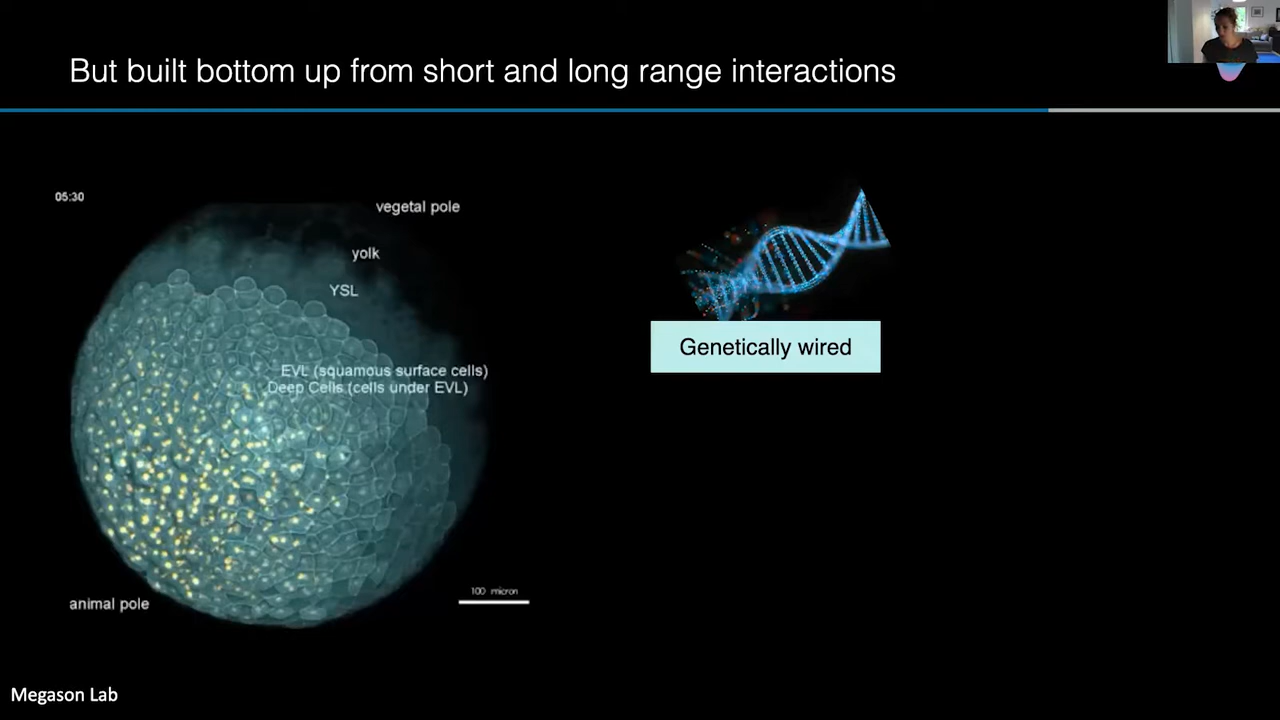 But built bottom up from short and long range interactions
05:30
vegetal pole
yolk
YSL
EVL (squamous surface cells)
Deep Cells (cells under EVL)
Genetically wired
100 micron
animal pole
Megason Lab